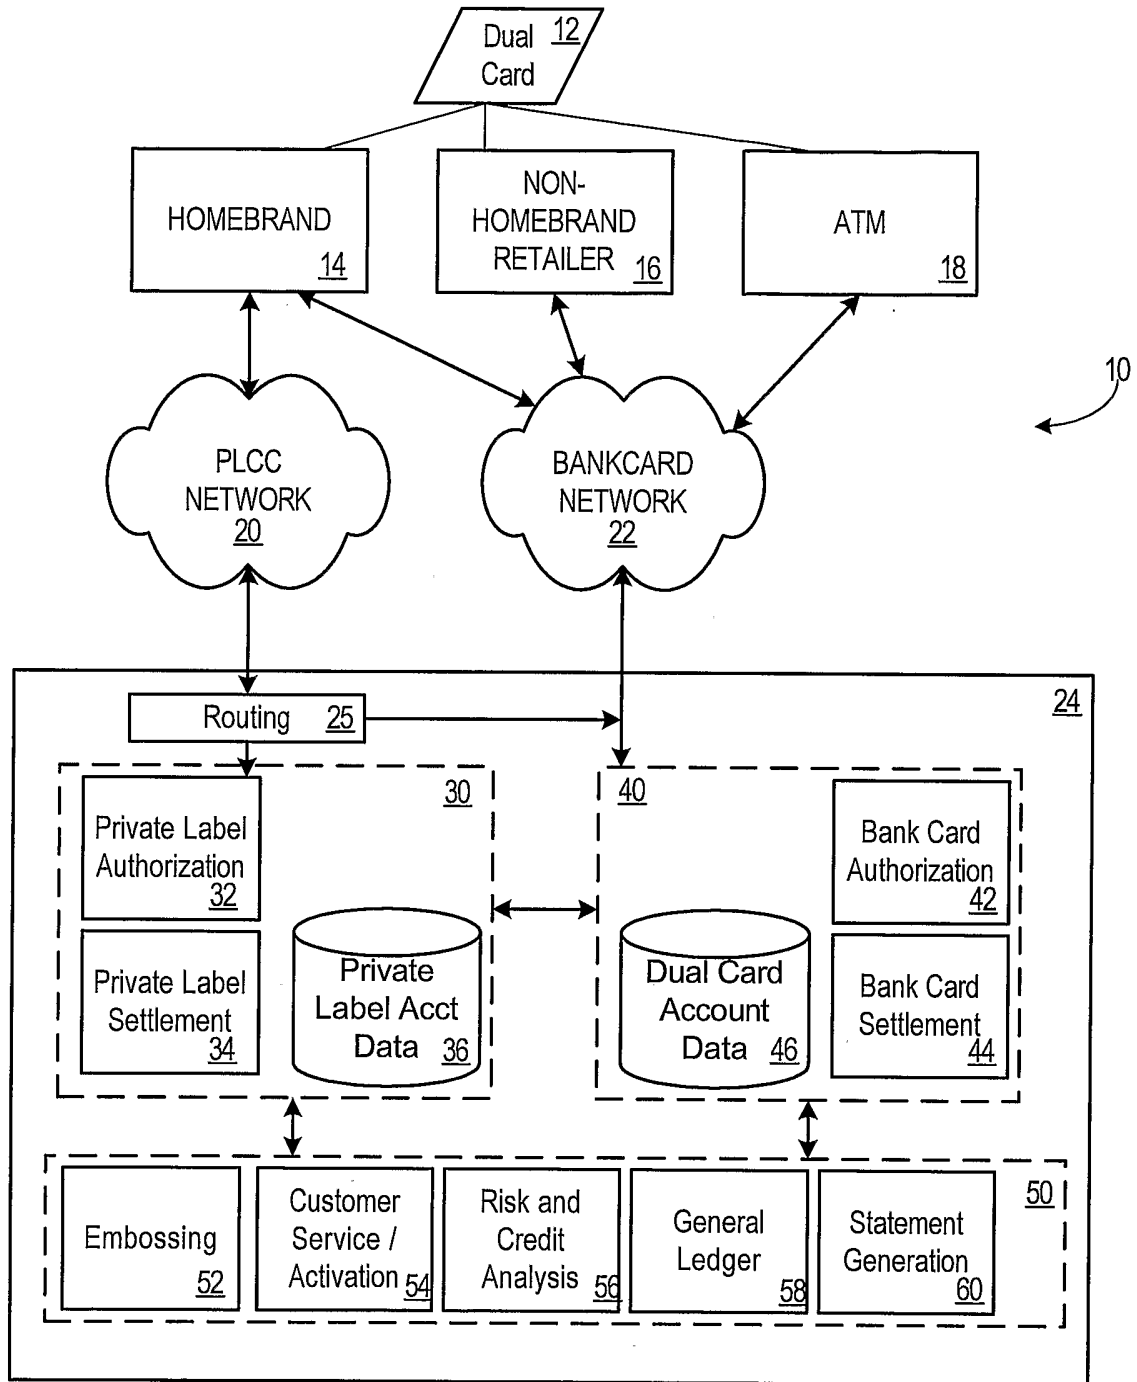 Dual 12
Card
HOMEBRAND
14
NON-
HOMEBRAND
RETAILER
16
ATM
18
10
PLCC
NETWORK
20
BANKCARD
NETWORK
22
24
Routing 25
30
Private Label
Authorization
32
Private Label
Settlement
34
Private
Label Acct
Data 36
40
Bank Card
Authorization
42
Dual Card
Account
Data 46
Bank Card
Settlement
44
50
Embossing
52
Customer
Service /
Activation 54
Risk and
Credit
Analysis 56
General
Ledger
58
Statement
Generation
60